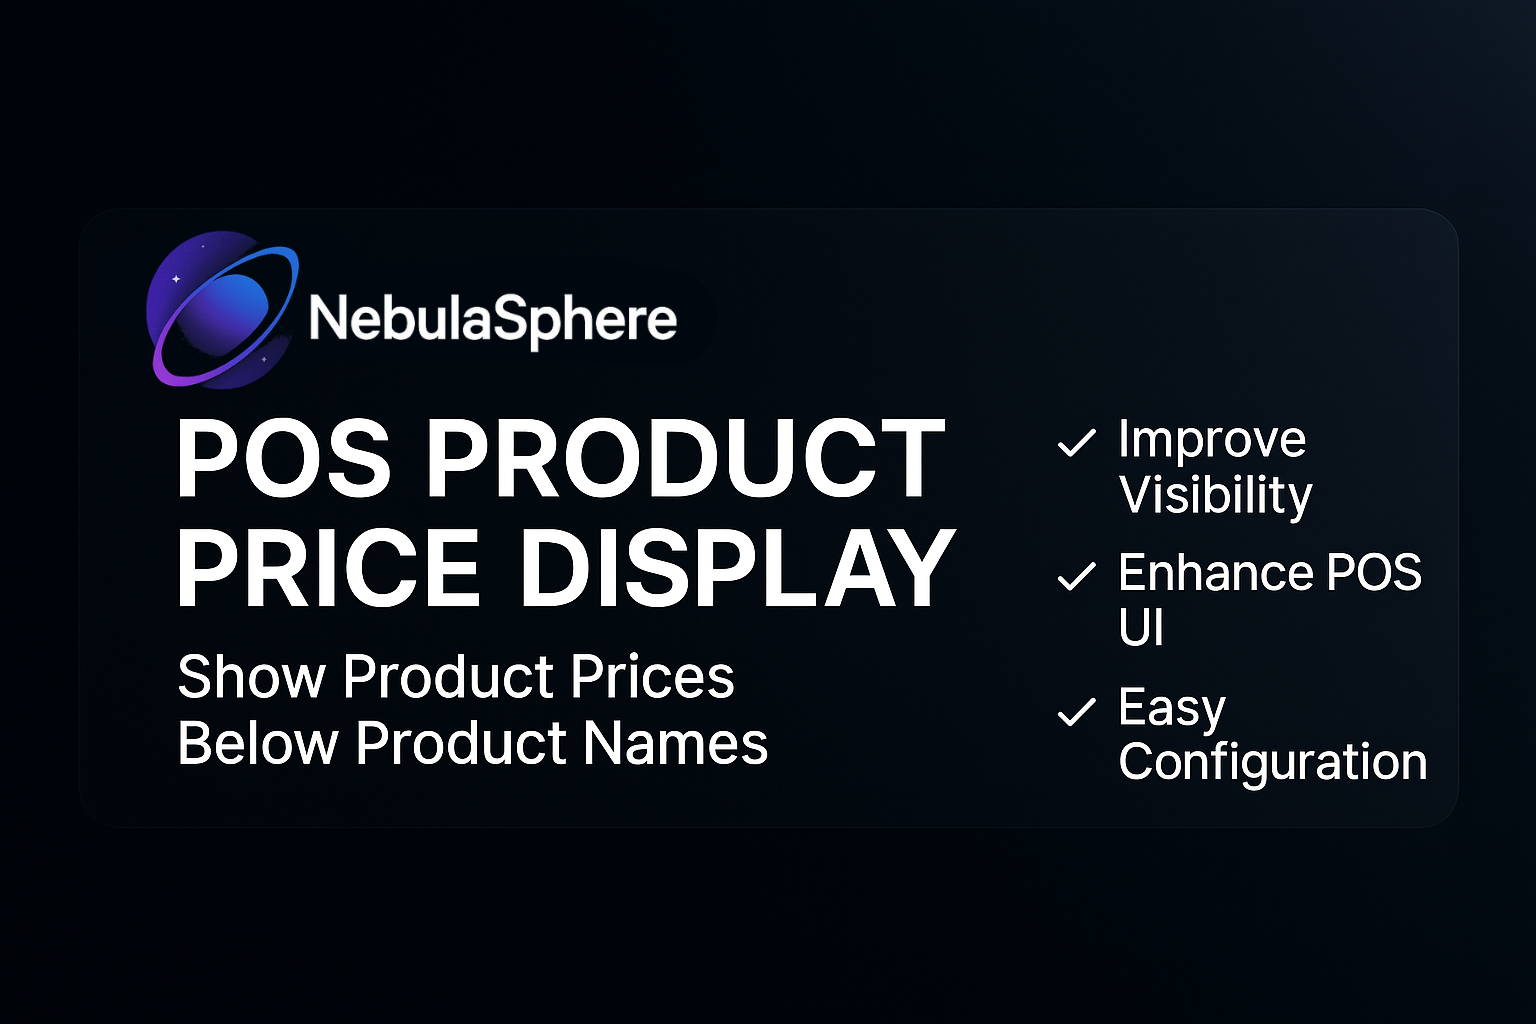 NebulaSphere
POS PRODUCT
PRICE DISPLAY
Show Product Prices
Below Product Names
Improve
Visibility
Enhance POS
UI
Easy
Configuration